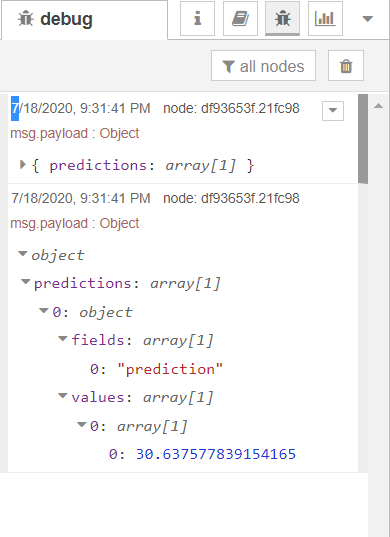 debug
all nodes
7/18/2020, 9:31:41 PM node: df93653f.21fc98
msg.payload : Object
{ predictions: array[1] }
7/18/2020, 9:31:41 PM node: df93653f.21fc98
msg.payload : Object
object
predictions: array[1]
0: object
fields: array[1]
0: "prediction"
values: array[1]
0: array[1]
0: 30.637577839154165